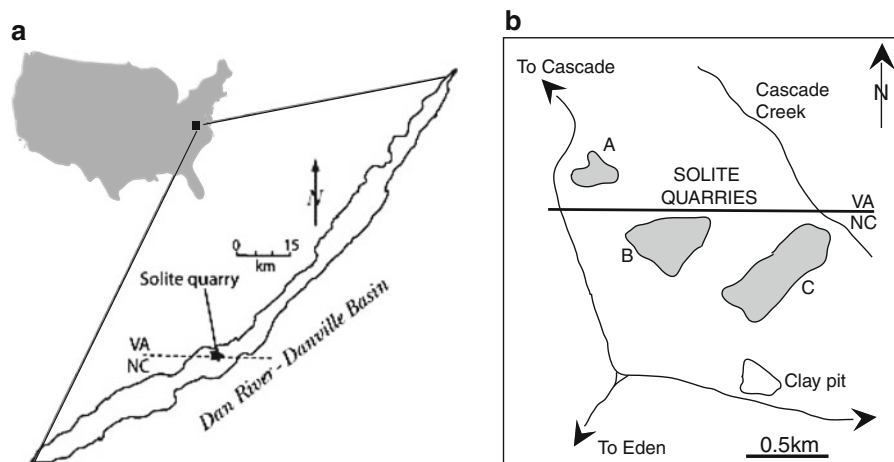 a
N
0 15
km
Solite quarry
VA
NC
Dan River - Danville Basin
b
To Cascade
N
Cascade
Creek
A
SOLITE
QUARRIES
VA
NC
B
C
Clay pit
To Eden
0.5km